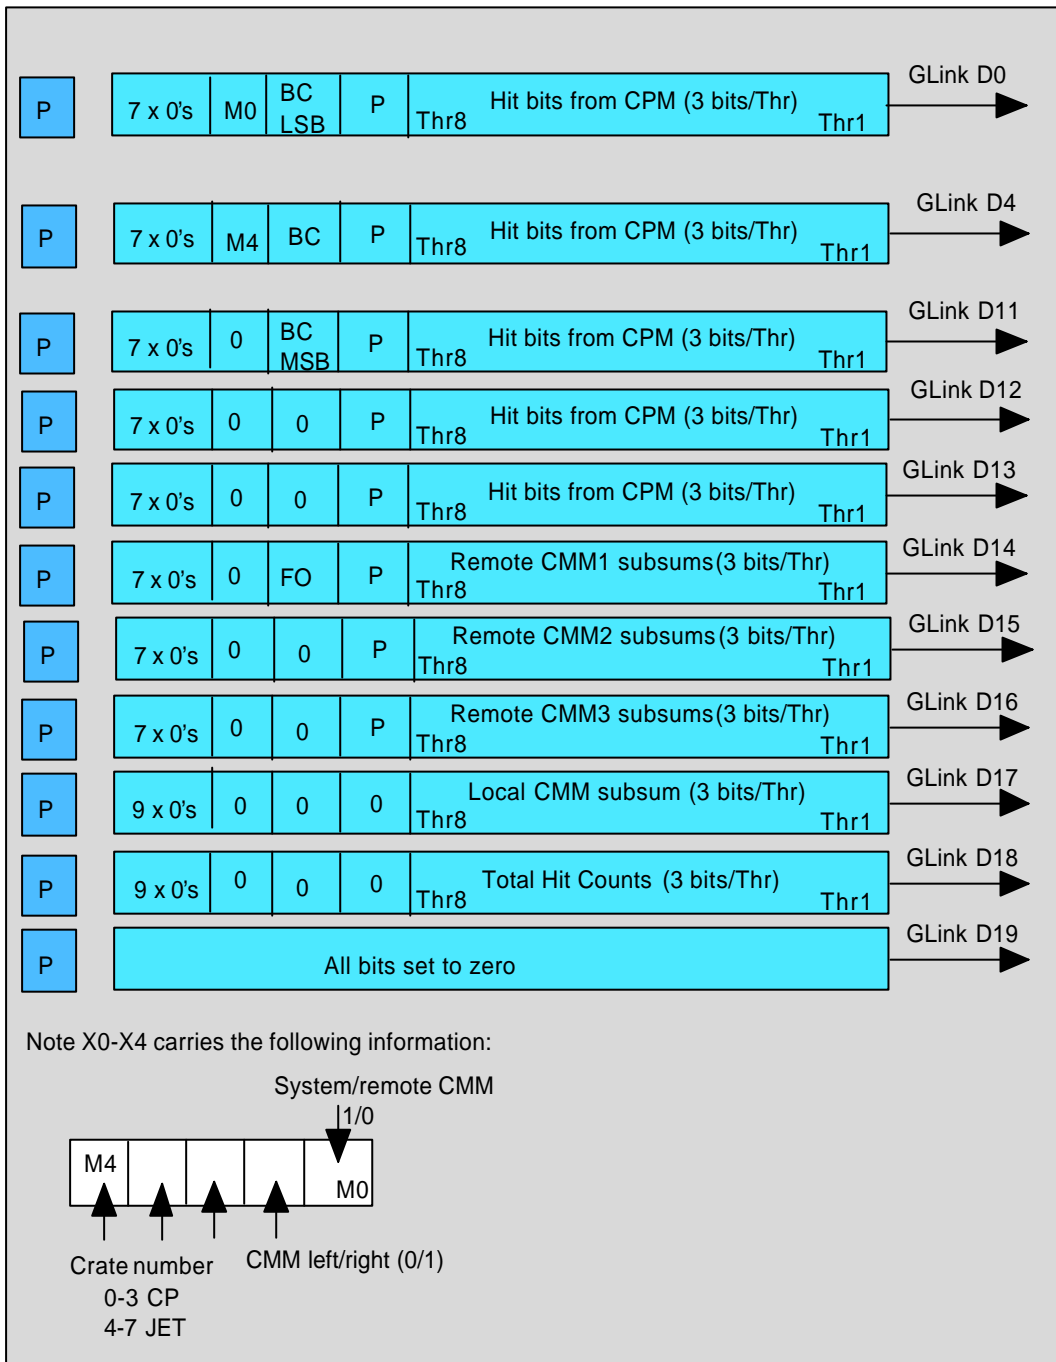 GLink D0
P 7 x 0's M0 BC LSB P Thr8 Hit bits from CPM (3 bits/Thr) Thr1
GLink D4
P 7 x 0's M4 BC P Thr8 Hit bits from CPM (3 bits/Thr) Thr1
GLink D11
P 7 x 0's 0 BC MSB P Thr8 Hit bits from CPM (3 bits/Thr) Thr1
GLink D12
P 7 x 0's 0 0 P Thr8 Hit bits from CPM (3 bits/Thr) Thr1
GLink D13
P 7 x 0's 0 0 P Thr8 Hit bits from CPM (3 bits/Thr) Thr1
GLink D14
P 7 x 0's 0 FO P Thr8 Remote CMM1 subsums(3 bits/Thr) Thr1
GLink D15
P 7 x 0's 0 0 P Thr8 Remote CMM2 subsums(3 bits/Thr) Thr1
GLink D16
P 7 x 0's 0 0 P Thr8 Remote CMM3 subsums(3 bits/Thr) Thr1
GLink D17
P 9 x 0's 0 0 0 Thr8 Local CMM subsum (3 bits/Thr) Thr1
GLink D18
P 9 x 0's 0 0 0 Thr8 Total Hit Counts (3 bits/Thr) Thr1
GLink D19
P All bits set to zero
Note X0-X4 carries the following information:
System/remote CMM
1/0
M4
M0
Crate number
0-3 CP
4-7 JET
CMM left/right (0/1)